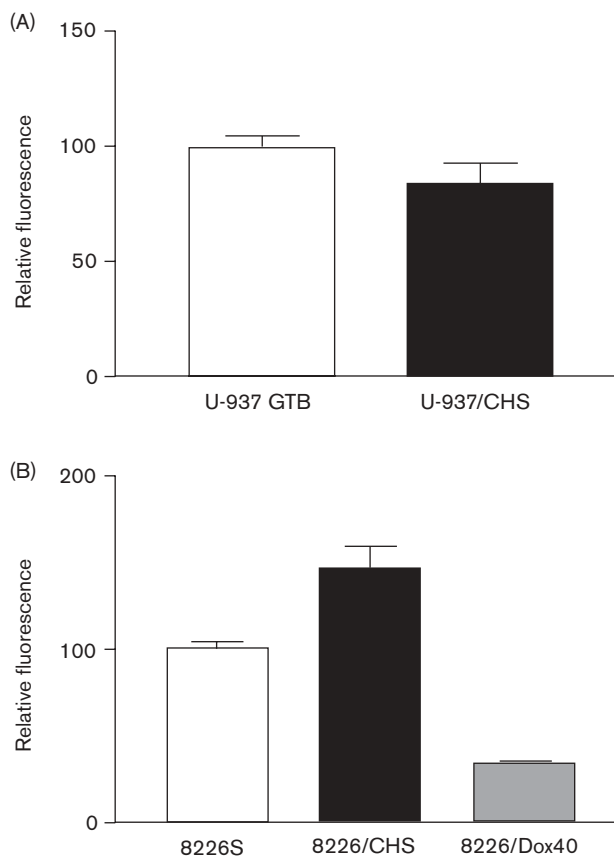 (A)
150
100
50
0
Relative fluorescence
U-937 GTB U-937/CHS
(B)
200
100
0
Relative fluorescence
8226S 8226/CHS 8226/Dox40